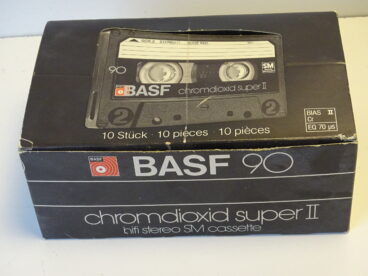 90
SM
BASF
BASF
chromdioxid super II
2
2
10 Stück · 10 pieces · 10 pièces
BIAS II
O/
EQ 70 µs
BASF
BASF 90
chromdioxid super II
hifi stereo SM cassette